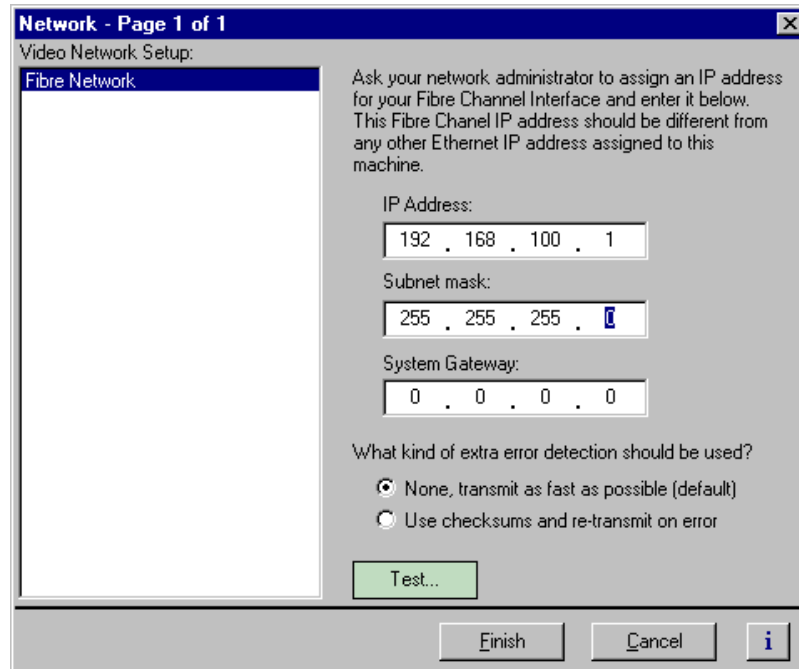 Network - Page 1 of 1
Video Network Setup:
Fibre Network
Ask your network administrator to assign an IP address
for your Fibre Channel Interface and enter it below.
This Fibre Chanel IP address should be different from
any other Ethernet IP address assigned to this
machine.
IP Address:
192 . 168 . 100 . 1
Subnet mask:
255 . 255 . 255 . 0
System Gateway:
0 . 0 . 0 . 0
What kind of extra error detection should be used?
None, transmit as fast as possible (default)
Use checksums and re-transmit on error
Test...
Finish Cancel i